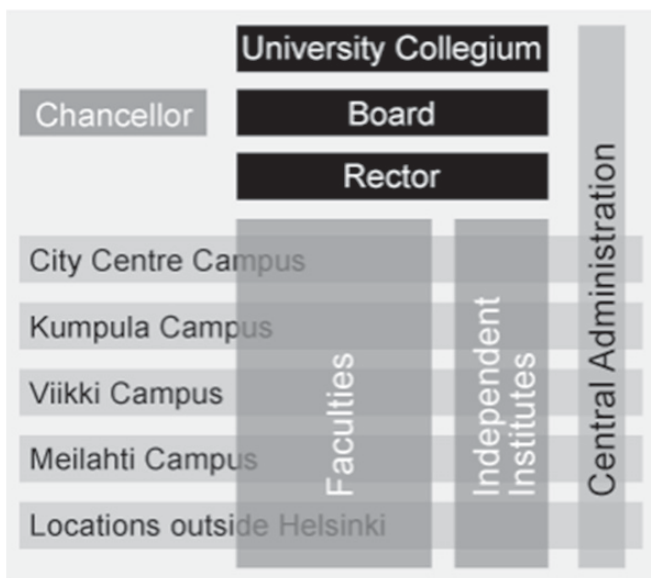 University Collegium
Chancellor
Board
Rector
City Centre Campus
Kumpula Campus
Viikki Campus
Meilahti Campus
Locations outside Helsinki
Faculties
Independent
Institutes
Central Administration